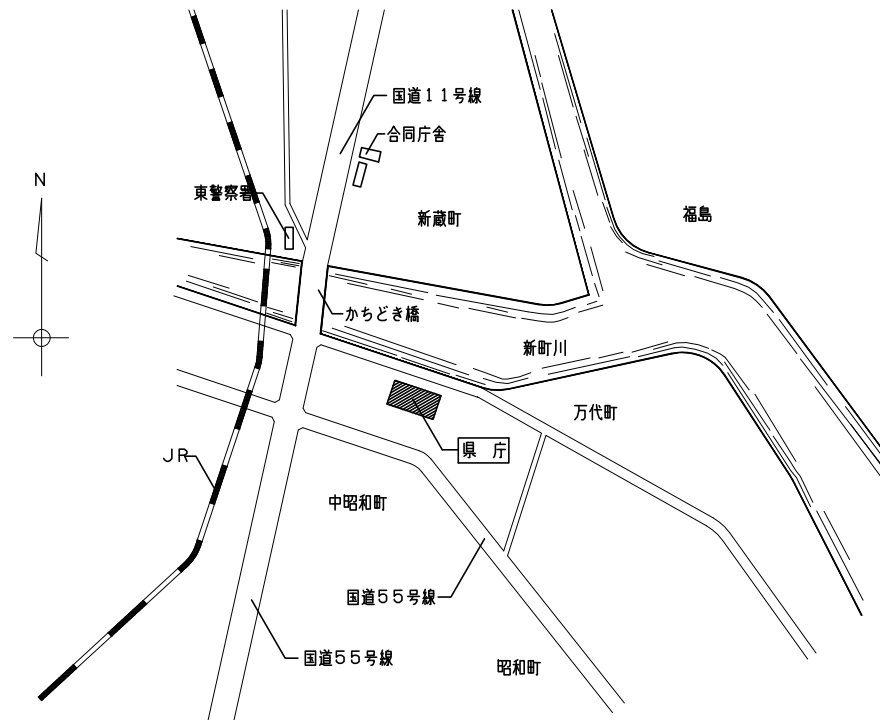 国道１１号線
合同庁舎
N
東警察署
新蔵町
福島
かちどき橋
新町川
万代町
県　庁
ＪＲ
中昭和町
国道５５号線
国道５５号線
昭和町